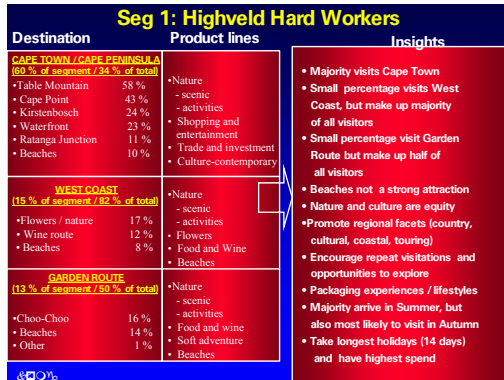 Seg 1: Highveld Hard Workers
Destination
Product lines
Insights
CAPE TOWN / CAPE PENINSULA
(60 % of segment / 34 % of total)
•Table Mountain 58 %
• Cape Point 43 %
• Kirstenbosch 24 %
• Waterfront 23 %
• Ratanga Junction 11 %
• Beaches 10 %
•Nature
- scenic
- activities
• Shopping and
entertainment
• Trade and investment
• Culture-contemporary
WEST COAST
(15 % of segment / 82 % of total)
•Flowers / nature 17 %
• Wine route 12 %
• Beaches 8 %
•Nature
- scenic
- activities
• Flowers
• Food and Wine
• Beaches
GARDEN ROUTE
(13 % of segment / 50 % of total)
•Choo-Choo 16 %
• Beaches 14 %
• Other 1 %
•Nature
- scenic
- activities
• Food and wine
• Soft adventure
• Beaches
• Majority visits Cape Town
• Small percentage visits West
Coast, but make up majority
of all visitors
• Small percentage visit Garden
Route but make up half of
all visitors
• Beaches not a strong attraction
• Nature and culture are equity
•Promote regional facets (country,
cultural, coastal, touring)
• Encourage repeat visitations and
opportunities to explore
• Packaging experiences / lifestyles
• Majority arrive in Summer, but
also most likely to visit in Autumn
• Take longest holidays (14 days)
and have highest spend